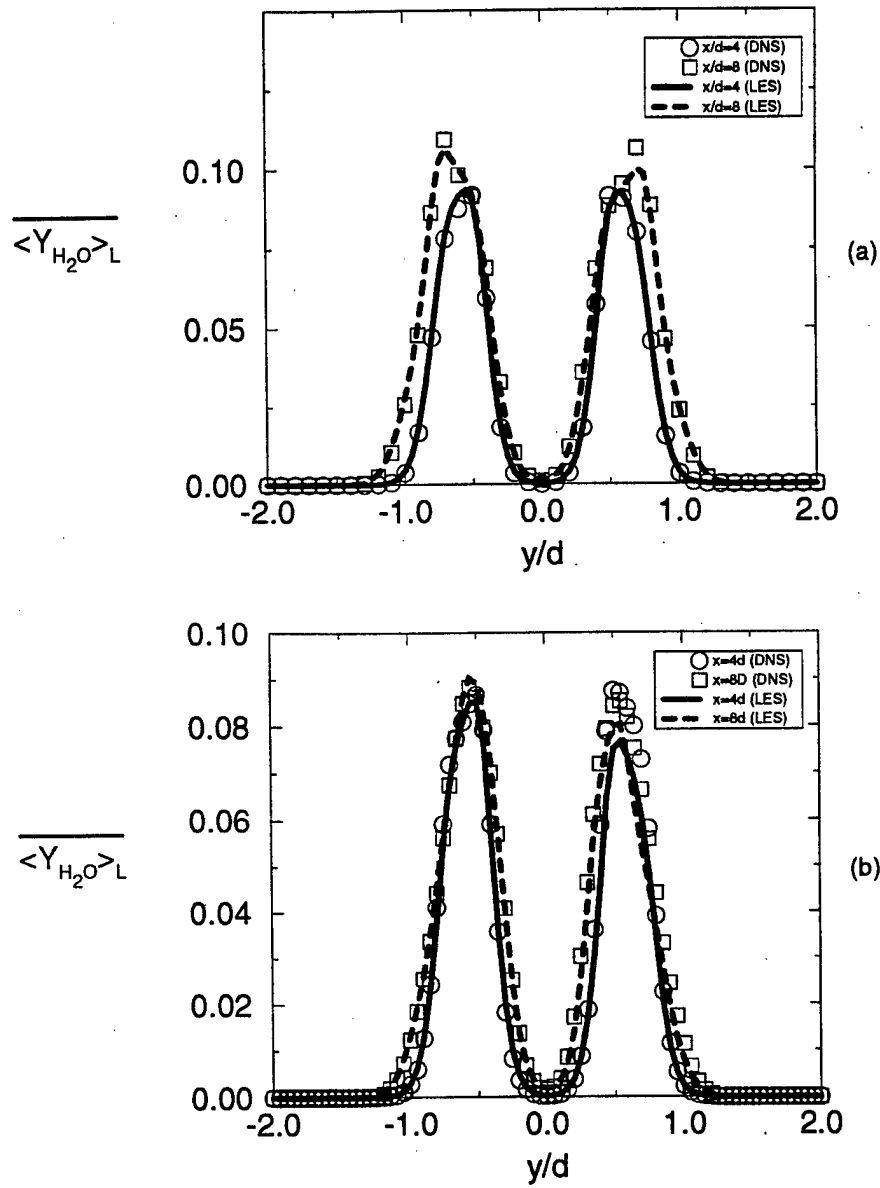 x/d=4 (DNS)
x/d=8 (DNS)
x/d=4 (LES)
x/d=8 (LES)
0.10
0.05
0.00
<Y_H2O>_L
(a)
-2.0 -1.0 0.0 1.0 2.0
y/d
0.10
0.08
0.06
0.04
0.02
0.00
x=4d (DNS)
x=8D (DNS)
x=4d (LES)
x=8d (LES)
<Y_H2O>_L
(b)
-2.0 -1.0 0.0 1.0 2.0
y/d